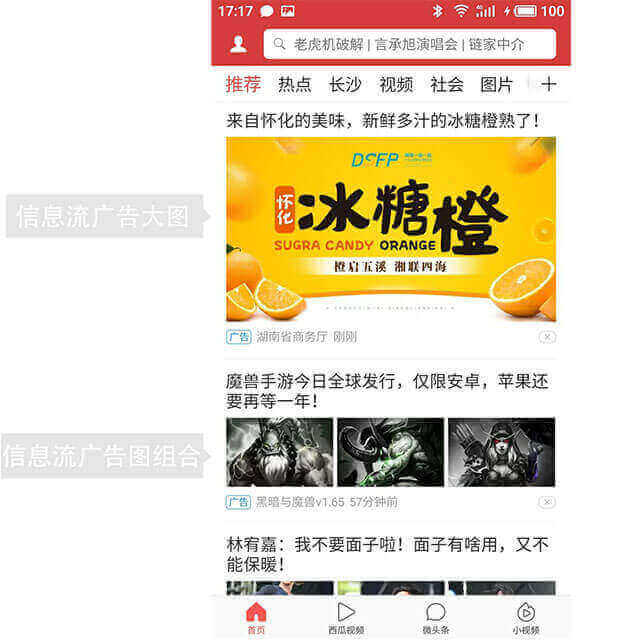 17:17
100
老虎机破解 | 言承旭演唱会 | 链家中介
推荐 热点 长沙 视频 社会 图片
来自怀化的美味，新鲜多汁的冰糖橙熟了！
信息流广告大图
DSFP
怀化
冰糖橙
SUGRA CANDY ORANGE
橙启五溪 湘联四海
广告 湖南省商务厅 刚刚
魔兽手游今日全球发行，仅限安卓，苹果还
要再等一年！
信息流广告图组合
广告 黑暗与魔兽v1.65 57分钟前
林宥嘉：我不要面子啦！面子有啥用，又不
能保暖！
首页 西瓜视频 微头条 小视频